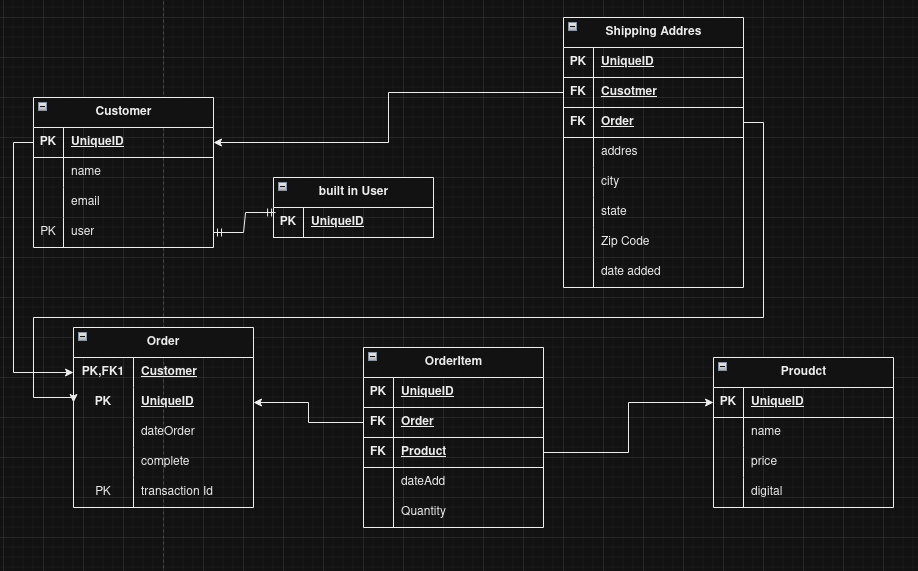 Shipping Addres
PK UniqueID
FK Cusotmer
FK Order
addres
city
state
Zip Code
date added
Customer
PK UniqueID
name
email
PK user
built in User
PK UniqueID
Order
PK,FK1 Customer
PK UniqueID
dateOrder
complete
PK transaction Id
OrderItem
PK UniqueID
FK Order
FK Product
dateAdd
Quantity
Proudct
PK UniqueID
name
price
digital